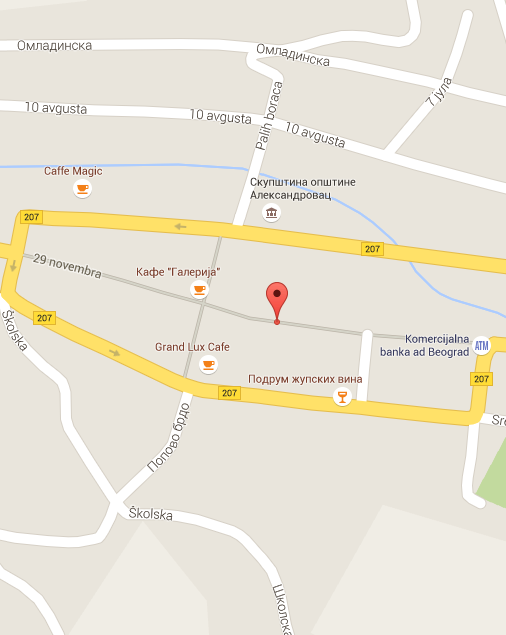 Омладинска
Омладинска
7 јула
10 avgusta
10 avgusta
10 avgusta
Palih boraca
Caffe Magic
Скупштина општине
Александровац
207
207
29 novembra
Кафе "Галерија"
207
Školska
Grand Lux Cafe
Komercijalna
banka ad Beograd
ATM
207
Подрум жупских вина
207
Sre
Попово брдо
Školska
Школска